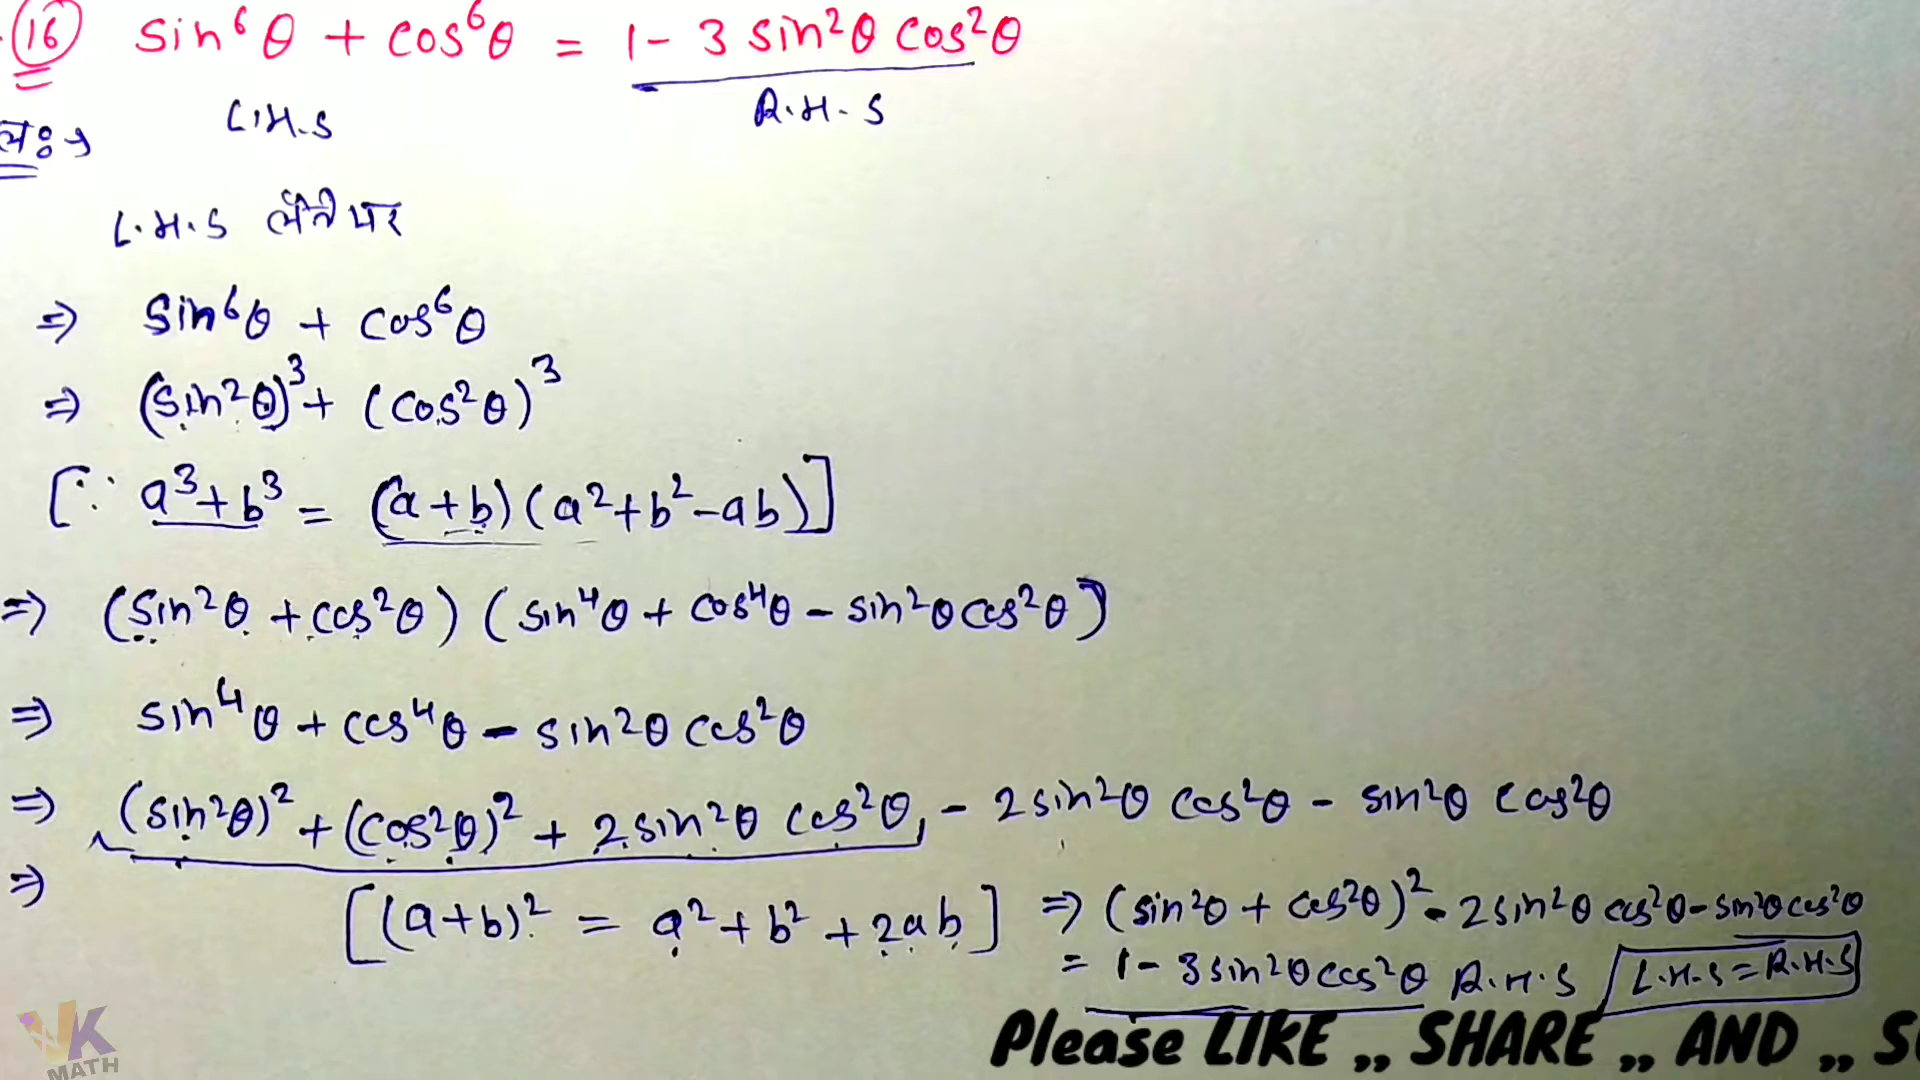 (16) sin⁶θ + cos⁶θ = 1 - 3 sin²θ cos²θ
L.H.S R.H.S
L.H.S लेने पर
⇒ sin⁶θ + cos⁶θ
⇒ (sin²θ)³ + (cos²θ)³
[∵ a³+b³ = (a+b)(a²+b²-ab)]
⇒ (sin²θ + cos²θ) (sin⁴θ + cos⁴θ - sin²θ cos²θ)
⇒ sin⁴θ + cos⁴θ - sin²θ cos²θ
⇒ (sin²θ)² + (cos²θ)² + 2sin²θ cos²θ - 2sin²θ cos²θ - sin²θ cos²θ
⇒
[(a+b)² = a² + b² + 2ab] ⇒ (sin²θ + cos²θ)² - 2sin²θ cos²θ - sin²θ cos²θ
= 1 - 3sin²θ cos²θ R.H.S L.H.S = R.H.S
VK
MATH
Please LIKE ,, SHARE ,, AND ,, S